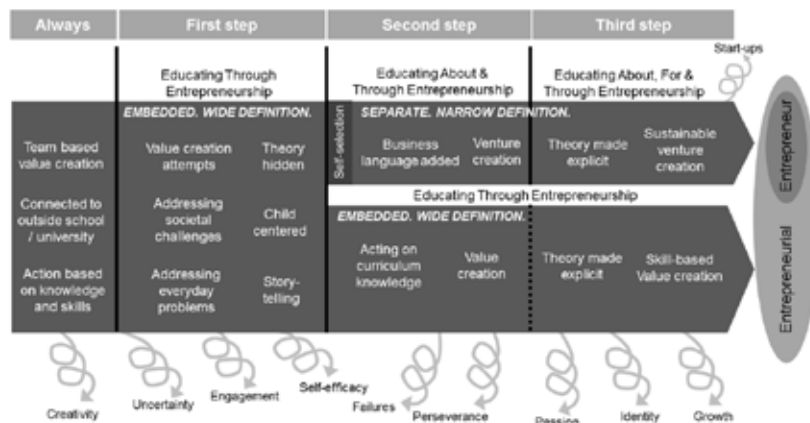 Always
First step
Second step
Third step
Start-ups
Educating Through
Entrepreneurship
Educating About &
Through Entrepreneurship
Educating About, For &
Through Entrepreneurship
EMBEDDED. WIDE DEFINITION.
Self-selection
SEPARATE. NARROW DEFINITION.
Team based
value creation
Value creation
attempts
Theory
hidden
Business
language added
Venture
creation
Theory made
explicit
Sustainable
venture
creation
Entrepreneur
Educating Through Entrepreneurship
Connected to
outside school
/ university
Addressing
societal
challenges
Child
centered
EMBEDDED. WIDE DEFINITION.
Action based
on knowledge
and skills
Addressing
everyday
problems
Story-
telling
Acting on
curriculum
knowledge
Value
creation
Theory made
explicit
Skill-based
Value creation
Entrepreneurial
Creativity
Uncertainty
Engagement
Self-efficacy
Failures
Perseverance
Identity
Growth